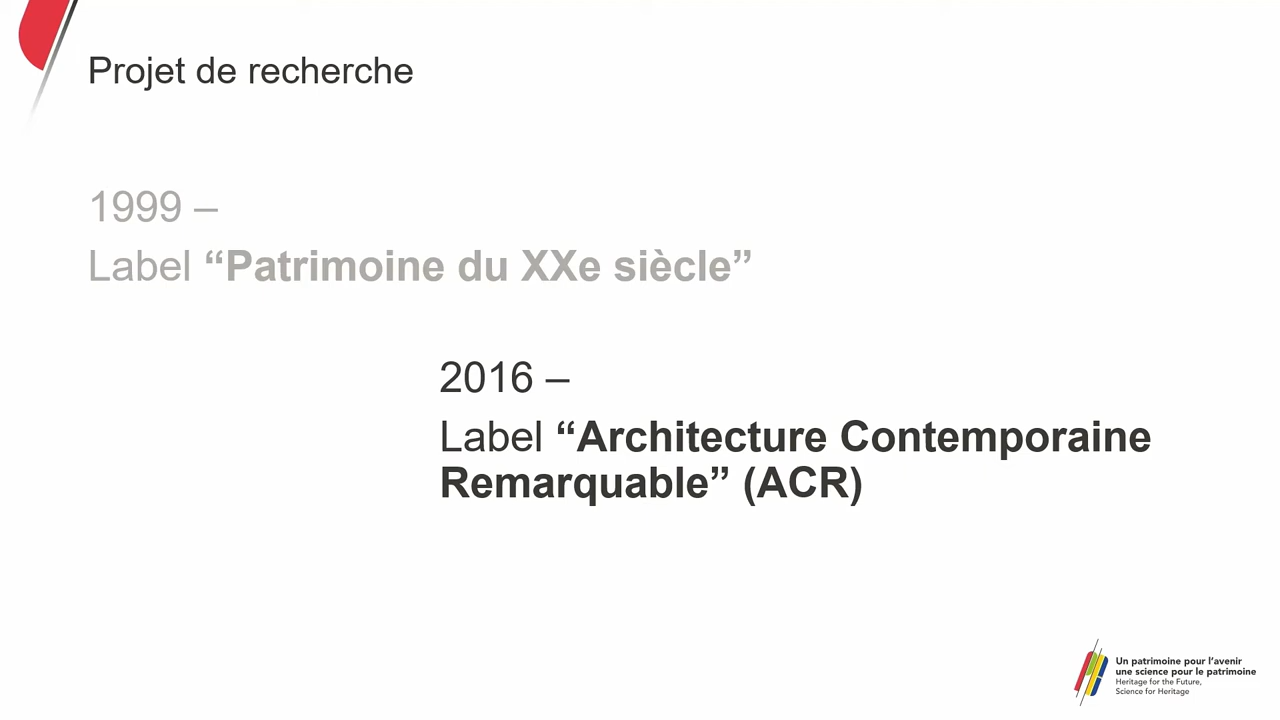 Projet de recherche
1999 –
Label “Patrimoine du XXe siècle”
2016 –
Label “Architecture Contemporaine
Remarquable” (ACR)
Un patrimoine pour l’avenir
une science pour le patrimoine
Heritage for the Future,
Science for Heritage